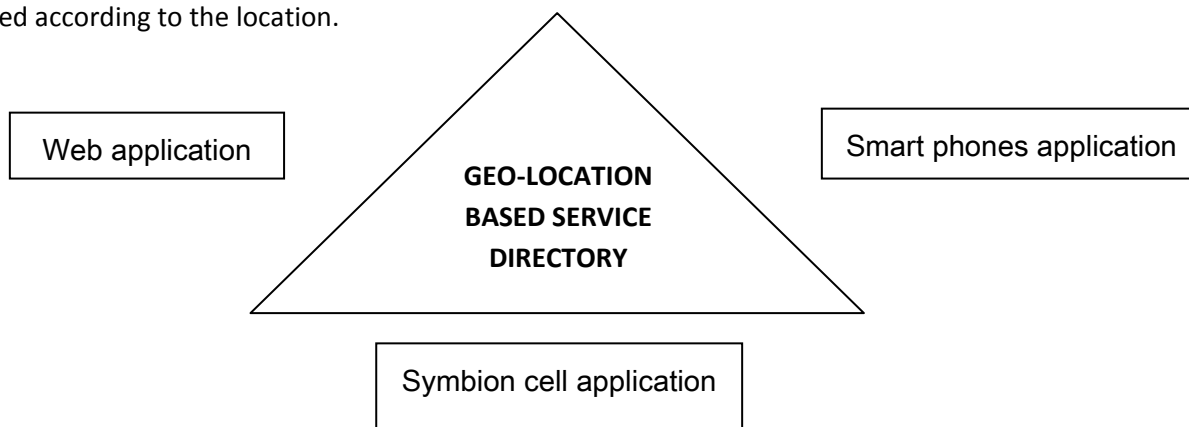 ed according to the location.
Web application
Smart phones application
GEO-LOCATION
BASED SERVICE
DIRECTORY
Symbion cell application